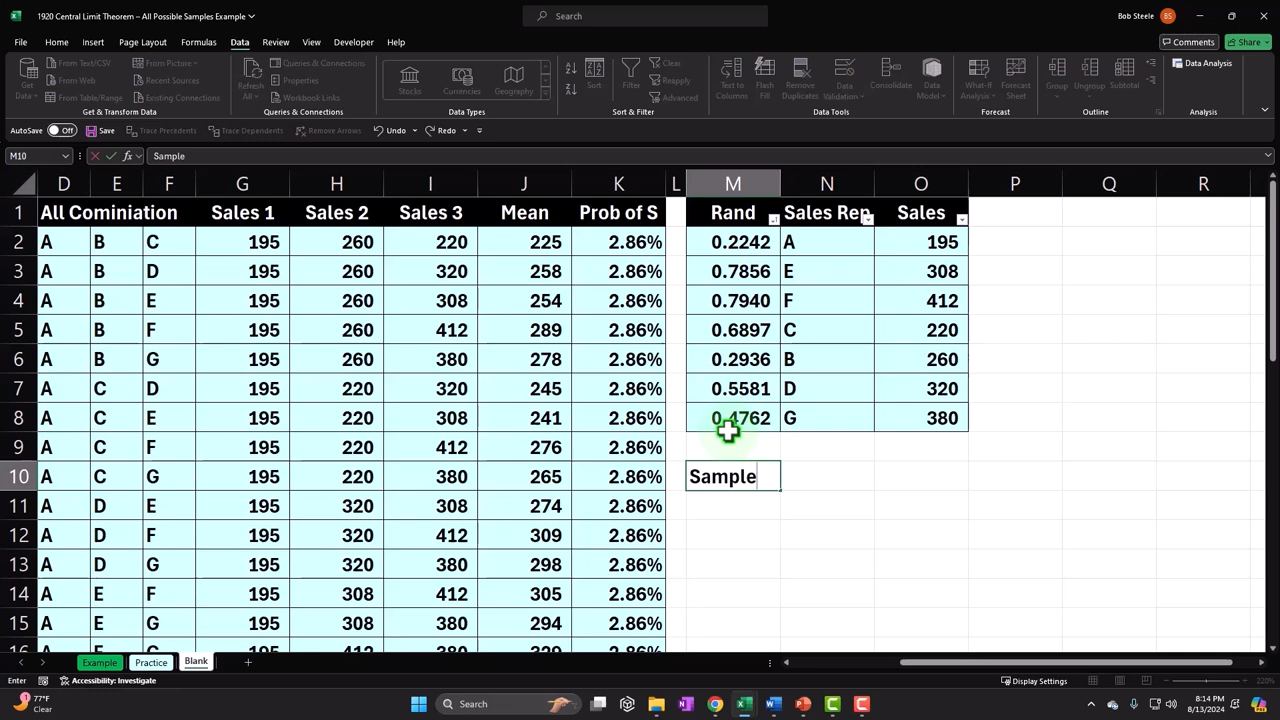 1920 Central Limit Theorem – All Possible Samples Example
Search
Bob Steele BS
File Home Insert Page Layout Formulas Data Review View Developer Help
Comments Share
Get Data
From Text/CSV
From Web
From Table/Range
From Picture
Recent Sources
Existing Connections
Get & Transform Data
Refresh All
Queries & Connections
Properties
Workbook Links
Queries & Connections
Stocks Currencies Geography
Data Types
Sort Filter
Clear
Reapply
Advanced
Sort & Filter
Text to Columns
Flash Fill
Remove Duplicates
Data Validation
Consolidate
Data Model
Data Tools
What-If Analysis
Forecast Sheet
Forecast
Group Ungroup Subtotal
Outline
Data Analysis
Analysis
AutoSave Off Save Trace Precedents Trace Dependents Remove Arrows Undo Redo
M10 fx Sample
D E F G H I J K L M N O P Q R
1 All Cominiation Sales 1 Sales 2 Sales 3 Mean Prob of S Rand Sales Rep Sales
2 A B C 195 260 220 225 2.86% 0.2242 A 195
3 A B D 195 260 320 258 2.86% 0.7856 E 308
4 A B E 195 260 308 254 2.86% 0.7940 F 412
5 A B F 195 260 412 289 2.86% 0.6897 C 220
6 A B G 195 260 380 278 2.86% 0.2936 B 260
7 A C D 195 220 320 245 2.86% 0.5581 D 320
8 A C E 195 220 308 241 2.86% 0.4762 G 380
9 A C F 195 220 412 276 2.86%
10 A C G 195 220 380 265 2.86% Sample
11 A D E 195 320 308 274 2.86%
12 A D F 195 320 412 309 2.86%
13 A D G 195 320 380 298 2.86%
14 A E F 195 308 412 305 2.86%
15 A E G 195 308 380 294 2.86%
16 A F G 195 412 380 329 2.86%
Example Practice Blank
Enter Accessibility: Investigate Display Settings 220%
1
77°F
Clear
Search
8:14 PM
8/13/2024